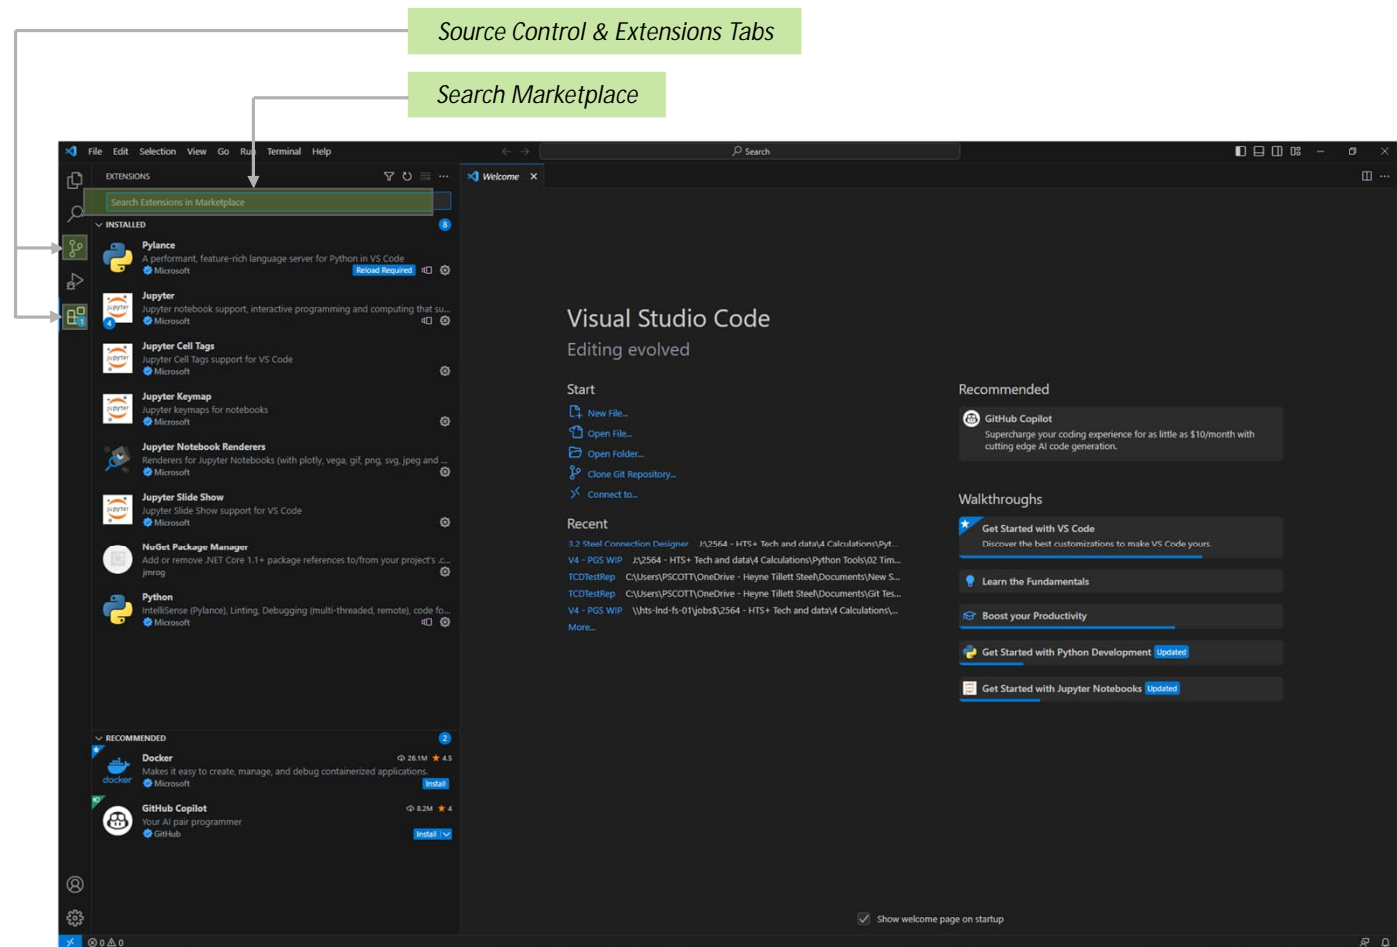 Source Control & Extensions Tabs
Search Marketplace
File Edit Selection View Go Run Terminal Help
Search
EXTENSIONS
Welcome
Search Extensions in Marketplace
INSTALLED 8
Pylance
A performant, feature-rich language server for Python in VS Code
Microsoft Reload Required
Jupyter
Jupyter notebook support, interactive programming and computing that su...
4 Microsoft
1
Jupyter Cell Tags
Jupyter Cell Tags support for VS Code
Microsoft
Jupyter Keymap
Jupyter keymaps for notebooks
Microsoft
Jupyter Notebook Renderers
Renderers for Jupyter Notebooks (with plotly, vega, gif, png, svg, jpeg and ...
Microsoft
Jupyter Slide Show
Jupyter Slide Show support for VS Code
Microsoft
NuGet Package Manager
Add or remove .NET Core 1.1+ package references to/from your project's .c...
jmrog
Python
IntelliSense (Pylance), Linting, Debugging (multi-threaded, remote), code fo...
Microsoft
RECOMMENDED 2
Docker 26.1M 4.5
Makes it easy to create, manage, and debug containerized applications.
docker Microsoft Install
GitHub Copilot 8.2M 4
Your AI pair programmer
GitHub Install
0 0
Visual Studio Code
Editing evolved
Start
New File...
Open File...
Open Folder...
Clone Git Repository...
Connect to...
Recent
3.2 Steel Connection Designer J:\2564 - HTS+ Tech and data\4 Calculations\Pyt...
V4 - PGS WIP J:\2564 - HTS+ Tech and data\4 Calculations\Python Tools\02 Tim...
TCDTestRep C:\Users\PSCOTT\OneDrive - Heyne Tillett Steel\Documents\New S...
TCDTestRep C:\Users\PSCOTT\OneDrive - Heyne Tillett Steel\Documents\Git Tes...
V4 - PGS WIP \\hts-lnd-fs-01\jobs$\2564 - HTS+ Tech and data\4 Calculations\...
More...
Recommended
GitHub Copilot
Supercharge your coding experience for as little as $10/month with
cutting edge AI code generation.
Walkthroughs
Get Started with VS Code
Discover the best customizations to make VS Code yours.
Learn the Fundamentals
Boost your Productivity
Get Started with Python Development Updated
Get Started with Jupyter Notebooks Updated
Show welcome page on startup